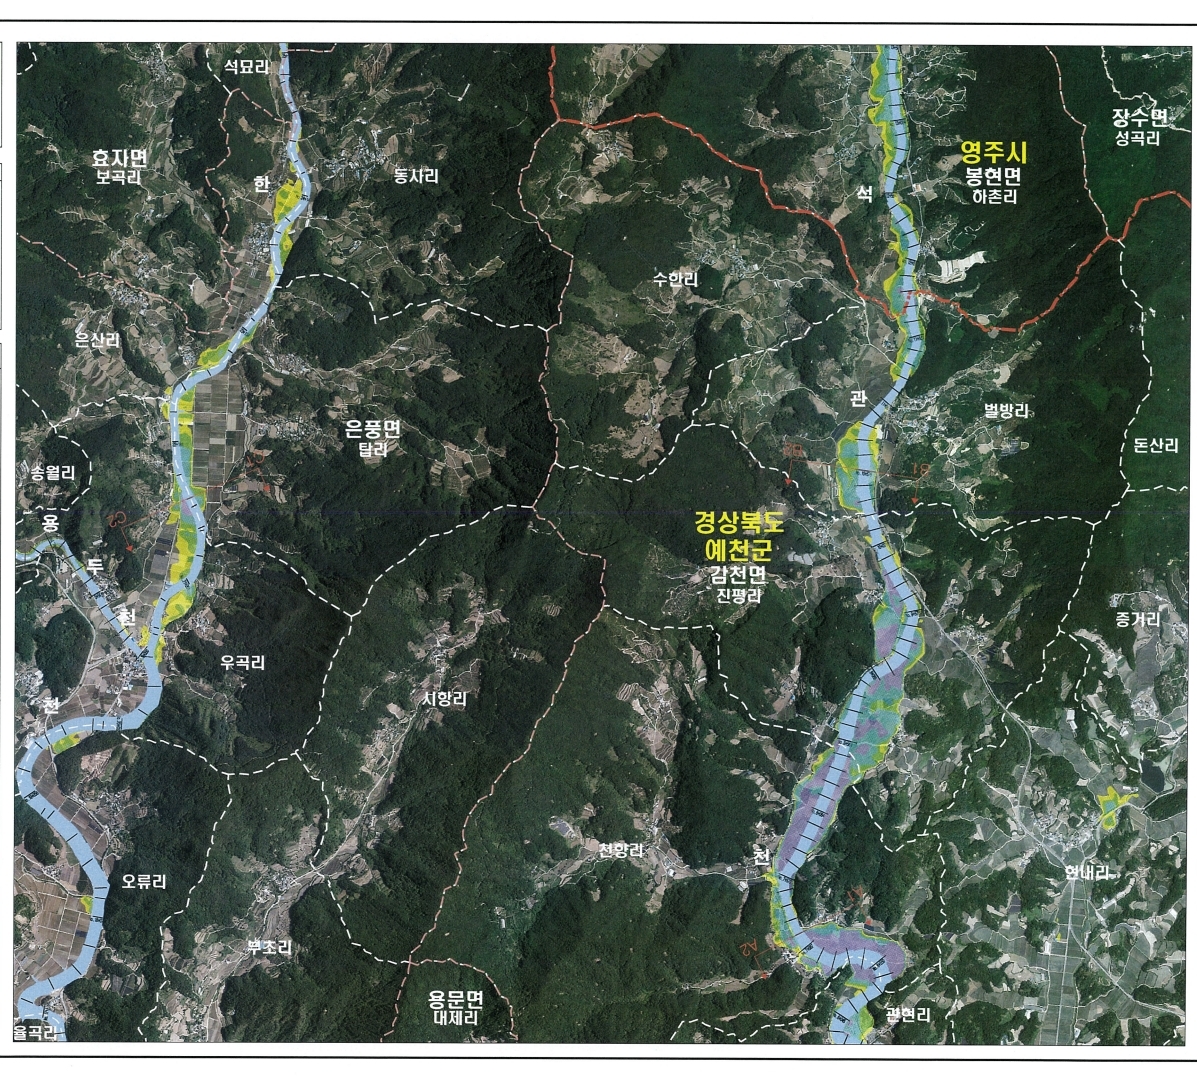 석묘리
장수면
성곡리
효자면
보곡리
한
동사리
영주시
봉현면
하촌리
석
수한리
은산리
관
벌방리
은풍면
탑리
돈산리
송월리
용
두
천
경상북도
예천군
감천면
진평리
증거리
우곡리
시항리
천
천향리
천
현내리
오류리
부초리
A2
용문면
대제리
관현리
율곡리